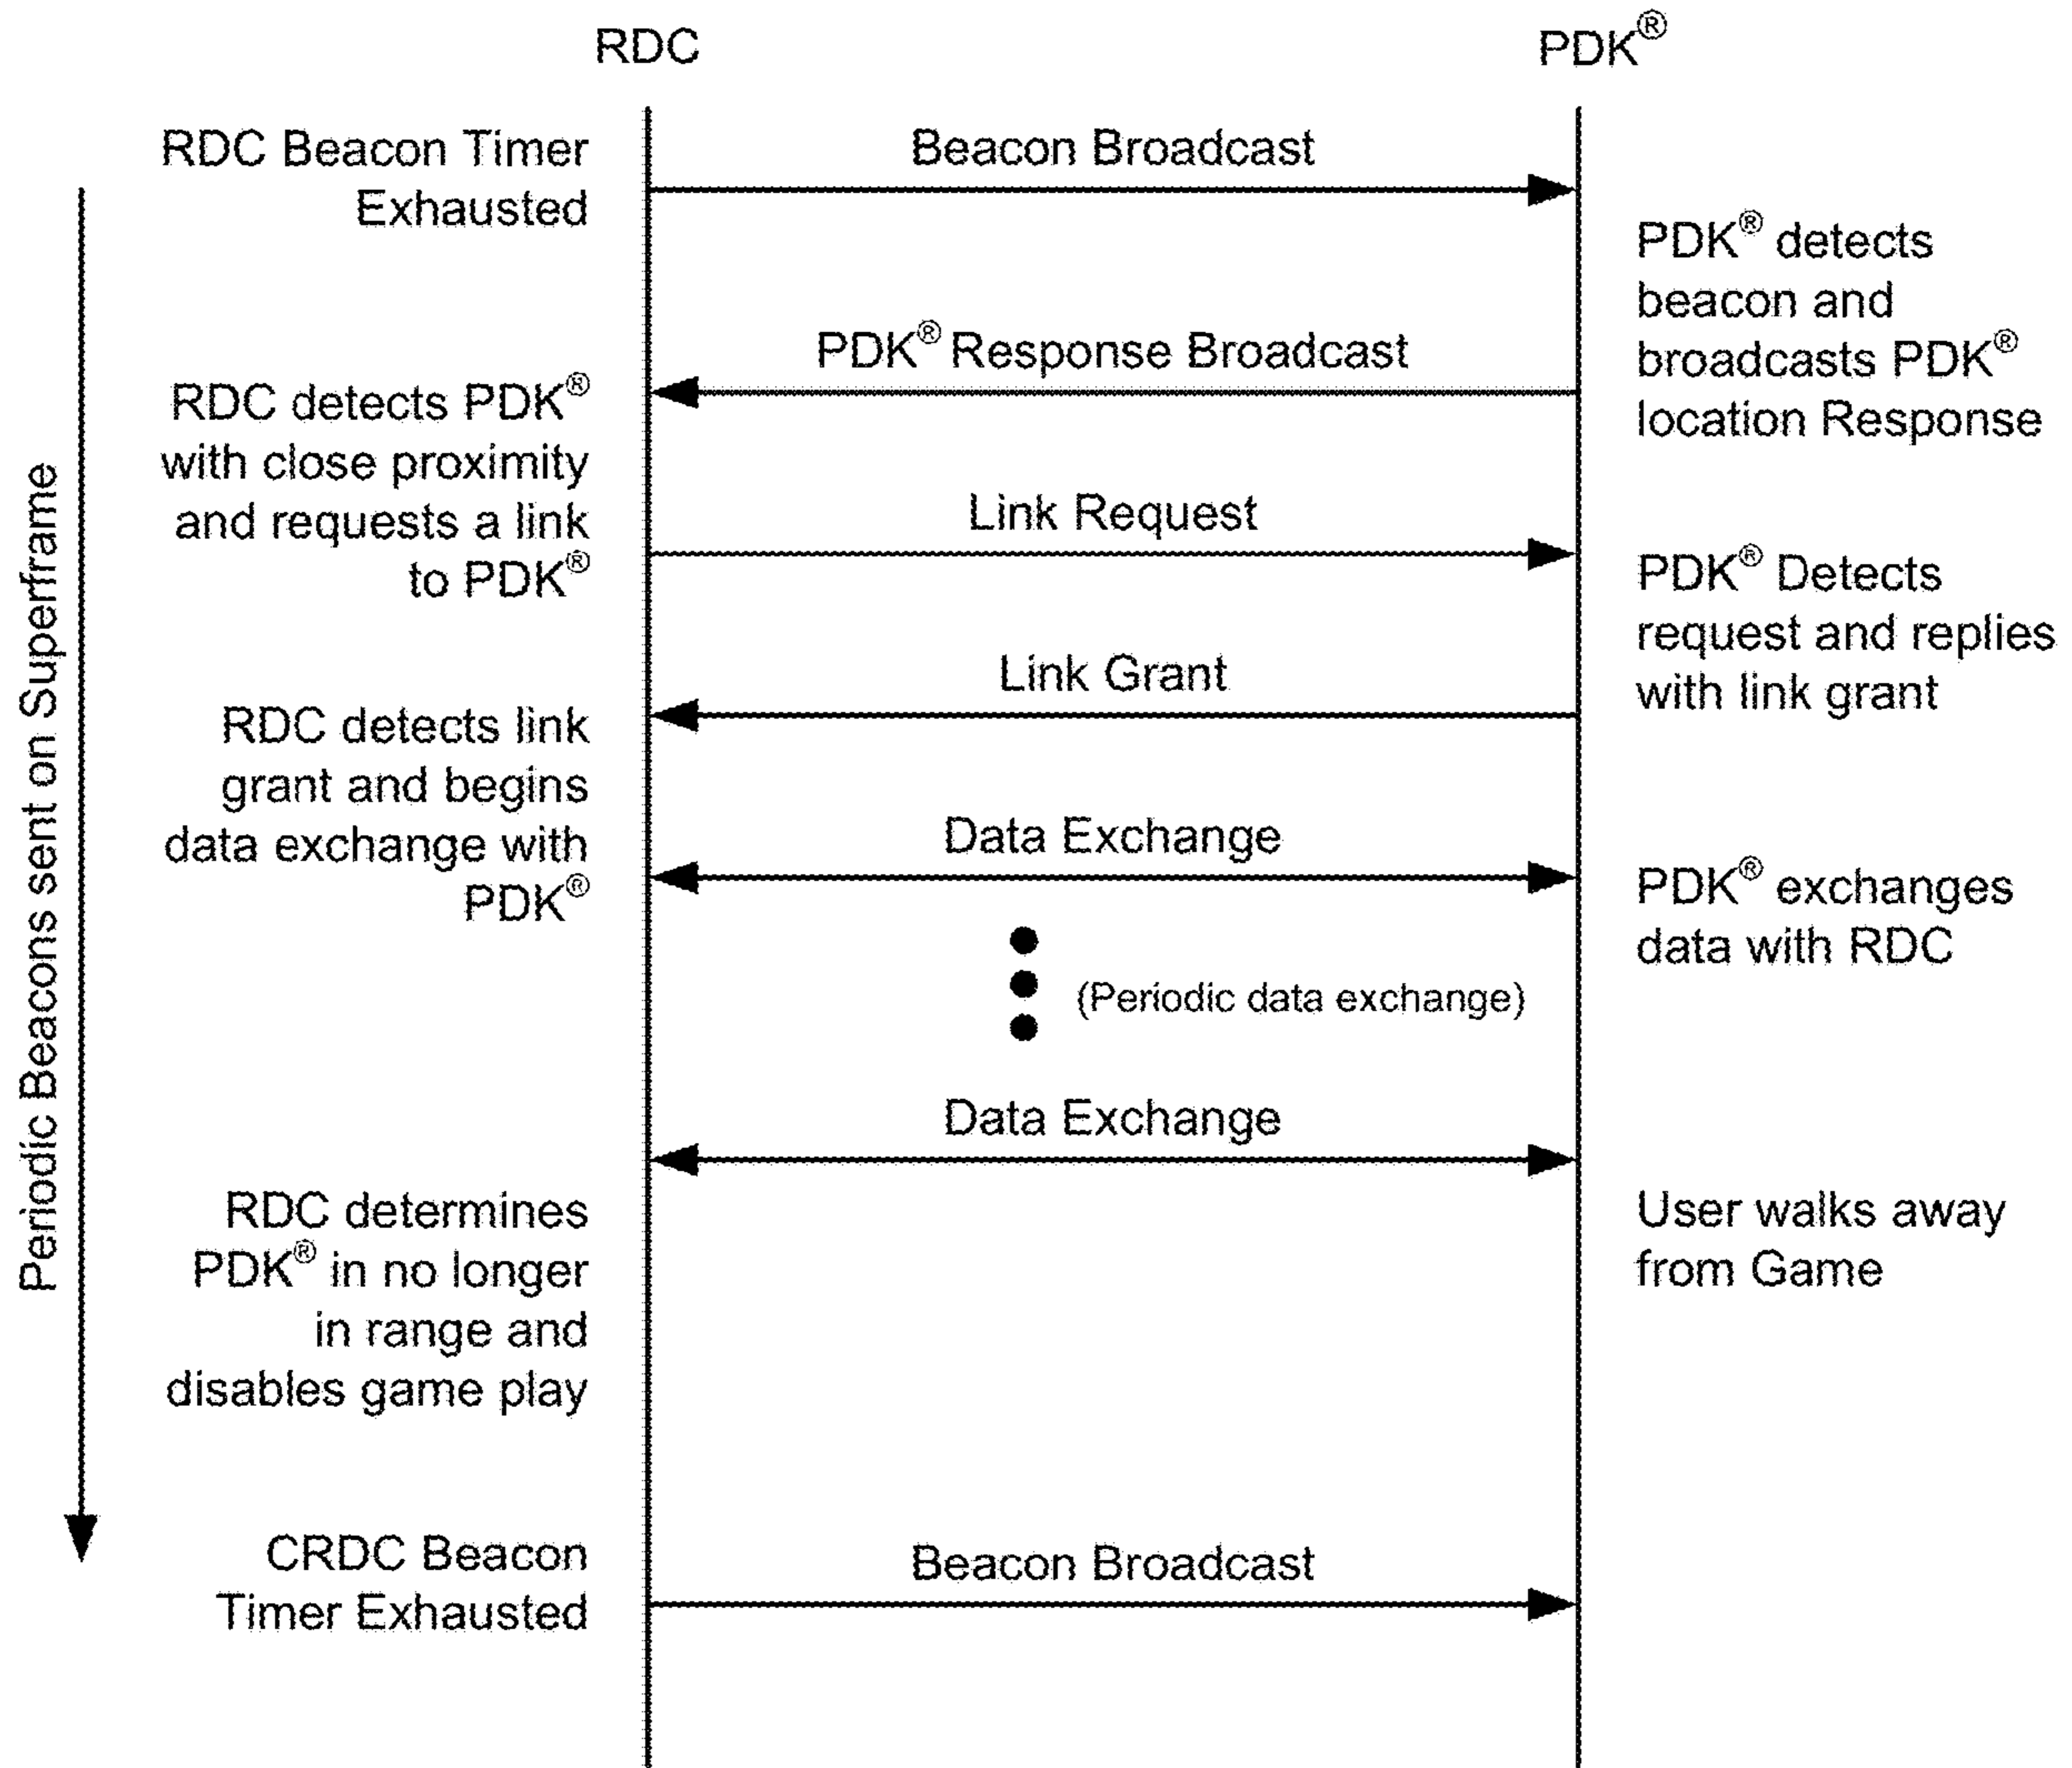 RDC
PDK®
RDC Beacon Timer
Exhausted
Beacon Broadcast
PDK® detects
beacon and
broadcasts PDK®
location Response
PDK® Response Broadcast
RDC detects PDK®
with close proximity
and requests a link
to PDK®
Link Request
PDK® Detects
request and replies
with link grant
Link Grant
RDC detects link
grant and begins
data exchange with
PDK®
Data Exchange
PDK® exchanges
data with RDC
(Periodic data exchange)
Data Exchange
RDC determines
PDK® in no longer
in range and
disables game play
User walks away
from Game
CRDC Beacon
Timer Exhausted
Beacon Broadcast
Periodic Beacons sent on Superframe